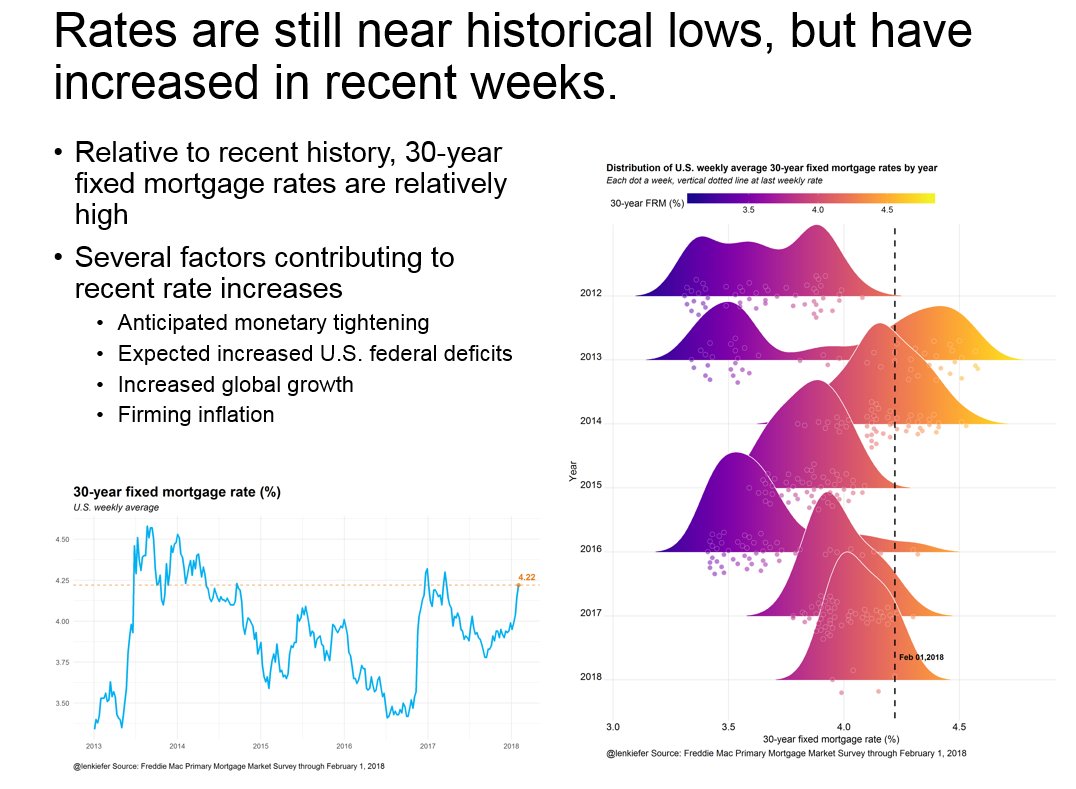 Rates are still near historical lows, but have
increased in recent weeks.
• Relative to recent history, 30-year
fixed mortgage rates are relatively
high
• Several factors contributing to
recent rate increases
• Anticipated monetary tightening
• Expected increased U.S. federal deficits
• Increased global growth
• Firming inflation
30-year fixed mortgage rate (%)
U.S. weekly average
4.50
4.25
4.22
4.00
3.75
3.50
2013 2014 2015 2016 2017 2018
@lenkiefer Source: Freddie Mac Primary Mortgage Market Survey through February 1, 2018
Distribution of U.S. weekly average 30-year fixed mortgage rates by year
Each dot a week, vertical dotted line at last weekly rate
30-year FRM (%)
3.5 4.0 4.5
2012
2013
2014
2015
Year
2016
2017
Feb 01,2018
2018
3.0 3.5 4.0 4.5
30-year fixed mortgage rate (%)
@lenkiefer Source: Freddie Mac Primary Mortgage Market Survey through February 1, 2018